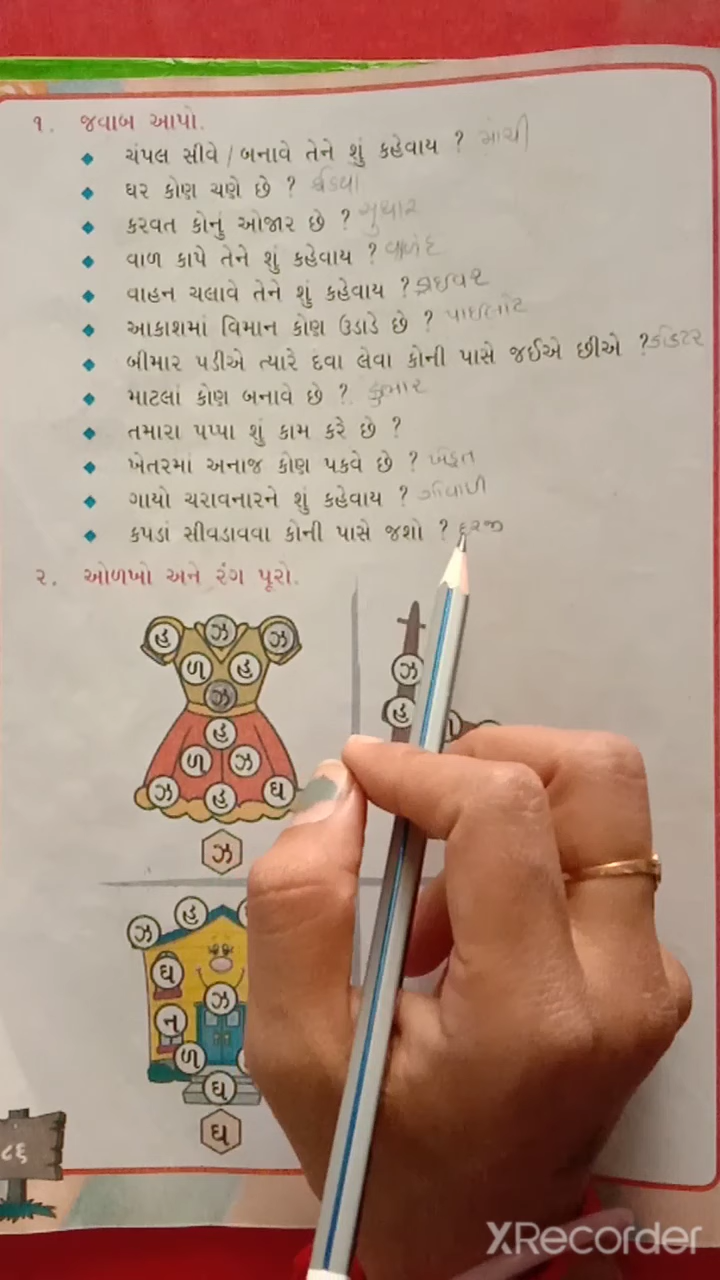 ૧. જવાબ આપો.
ચંપલ સીવે / બનાવે તેને શું કહેવાય ? મોચી
ઘર કોણ ચણે છે ? કડિયા
કરવત કોનું ઓજાર છે ? સુથાર
વાળ કાપે તેને શું કહેવાય ? વાળંદ
વાહન ચલાવે તેને શું કહેવાય ? ડ્રાઇવર
આકાશમાં વિમાન કોણ ઉડાડે છે ? પાઇલોટ
બીમાર પડીએ ત્યારે દવા લેવા કોની પાસે જઈએ છીએ ?
માટલાં કોણ બનાવે છે ? કુંભાર
તમારા પપ્પા શું કામ કરે છે ?
ખેતરમાં અનાજ કોણ પકવે છે ? ખેડૂત
ગાયો ચરાવનારને શું કહેવાય ? ગોવાળ
કપડાં સીવડાવવા કોની પાસે જશો ? દરજી
૨. ઓળખો અને રંગ પૂરો.
હ ઝ ઝ
ળ હ
ઝ
ઝ
હ
હ
ળ ઝ
ઝ હ ઘ
ઝ
ઝ હ
ઘ
ઝ
ન
ળ
ઘ
ઘ
૮૬
XRecorder